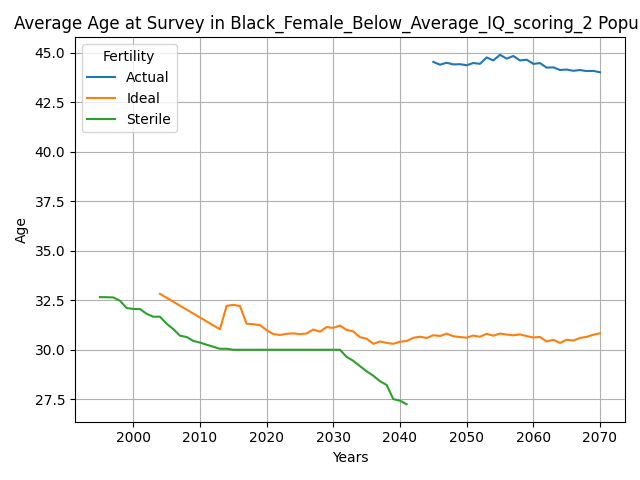 Average Age at Survey in Black_Female_Below_Average_IQ_scoring_2 Popu
Fertility
Actual
Ideal
Sterile
45.0
42.5
40.0
37.5
35.0
32.5
30.0
27.5
Age
2000 2010 2020 2030 2040 2050 2060 2070
Years